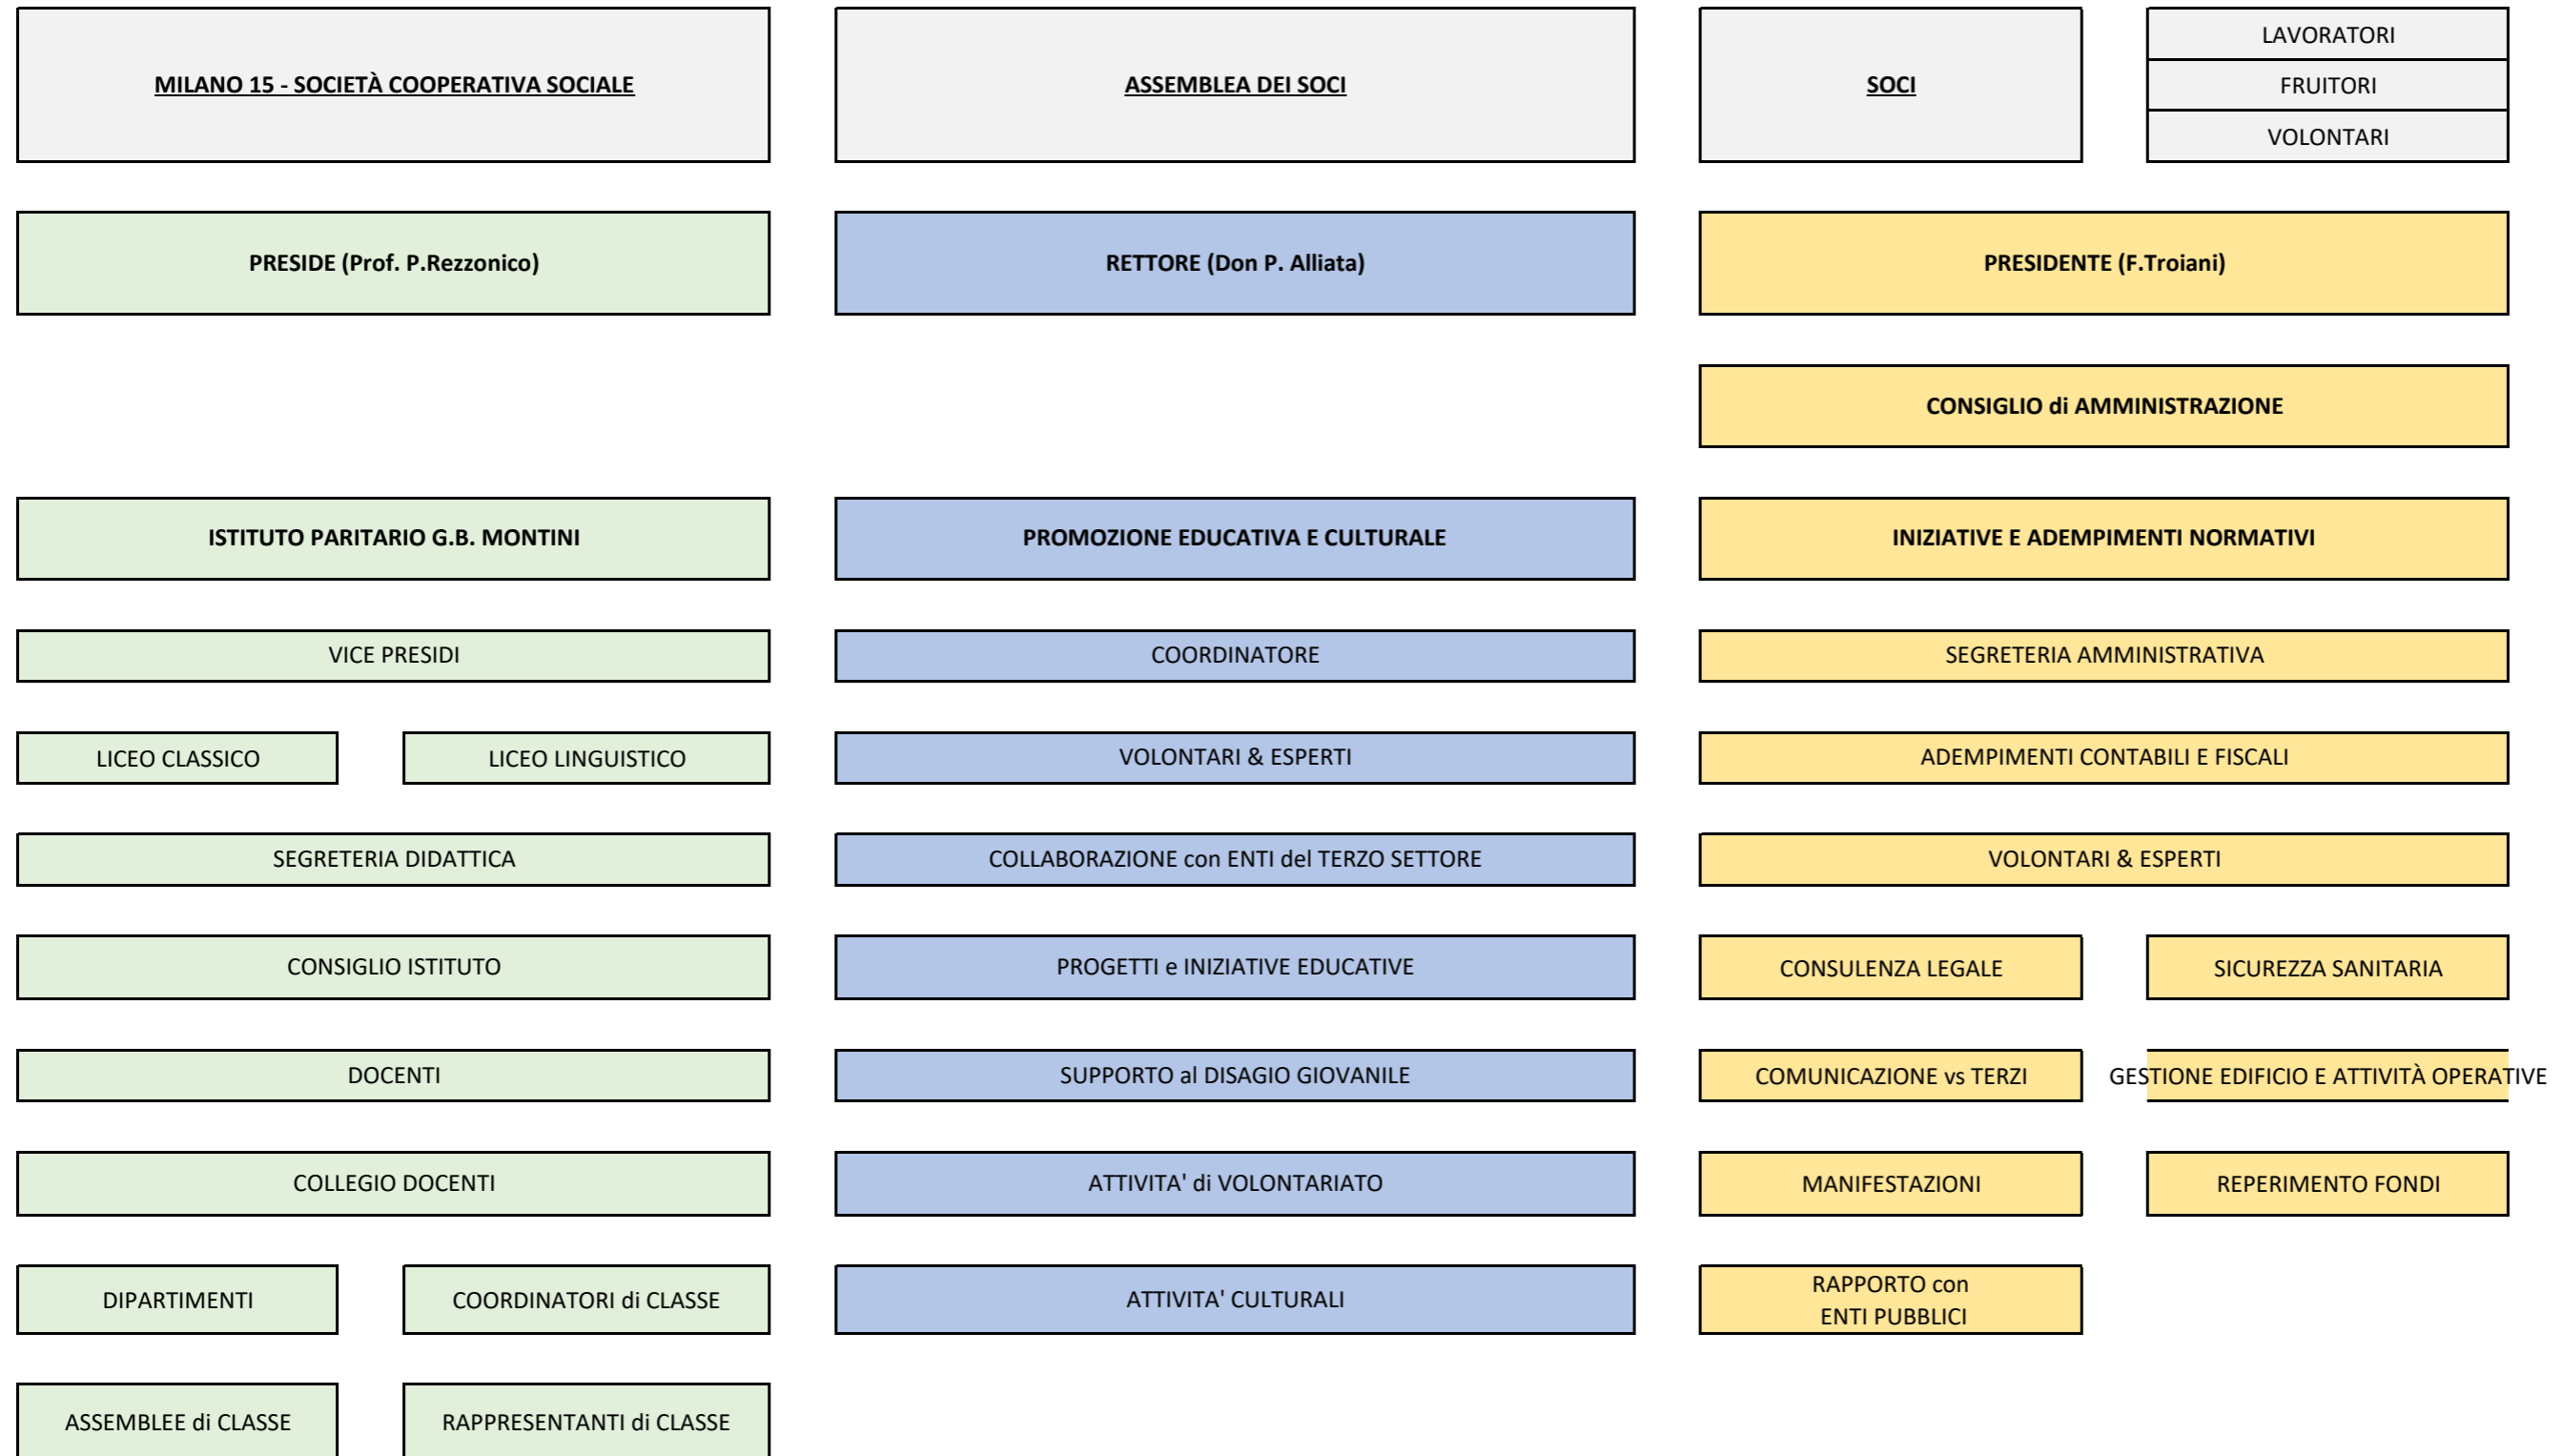 MILANO 15 - SOCIETÀ COOPERATIVA SOCIALE
ASSEMBLEA DEI SOCI
SOCI
LAVORATORI
FRUITORI
VOLONTARI
PRESIDE (Prof. P.Rezzonico)
RETTORE (Don P. Alliata)
PRESIDENTE (F.Troiani)
CONSIGLIO di AMMINISTRAZIONE
ISTITUTO PARITARIO G.B. MONTINI
PROMOZIONE EDUCATIVA E CULTURALE
INIZIATIVE E ADEMPIMENTI NORMATIVI
VICE PRESIDI
COORDINATORE
SEGRETERIA AMMINISTRATIVA
LICEO CLASSICO
LICEO LINGUISTICO
VOLONTARI & ESPERTI
ADEMPIMENTI CONTABILI E FISCALI
SEGRETERIA DIDATTICA
COLLABORAZIONE con ENTI del TERZO SETTORE
VOLONTARI & ESPERTI
CONSIGLIO ISTITUTO
PROGETTI e INIZIATIVE EDUCATIVE
CONSULENZA LEGALE
SICUREZZA SANITARIA
DOCENTI
SUPPORTO al DISAGIO GIOVANILE
COMUNICAZIONE vs TERZI
GESTIONE EDIFICIO E ATTIVITÀ OPERATIVE
COLLEGIO DOCENTI
ATTIVITA' di VOLONTARIATO
MANIFESTAZIONI
REPERIMENTO FONDI
DIPARTIMENTI
COORDINATORI di CLASSE
ATTIVITA' CULTURALI
RAPPORTO con
ENTI PUBBLICI
ASSEMBLEE di CLASSE
RAPPRESENTANTI di CLASSE